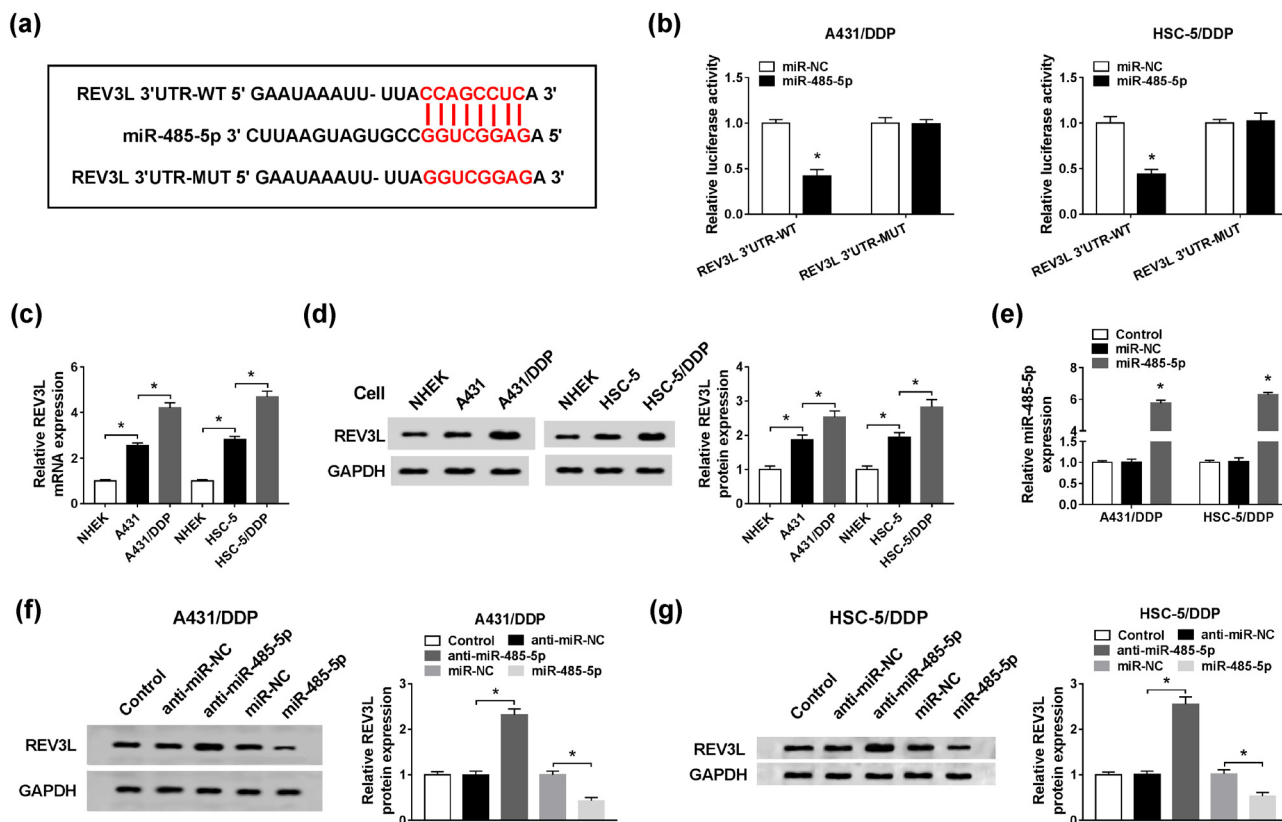 (a)
REV3L 3'UTR-WT 5' GAAUAAAUU- UUACCAGCCUCA 3'
miR-485-5p 3' CUUAAGUAGUGCCGGUCGGAGA 5'
REV3L 3'UTR-MUT 5' GAAUAAAUU- UUAGGUCGGAGA 3'
(b)
A431/DDP
miR-NC
miR-485-5p
Relative luciferase activity
1.5
1.0
0.5
0.0
*
REV3L 3'UTR-WT
REV3L 3'UTR-MUT
HSC-5/DDP
miR-NC
miR-485-5p
Relative luciferase activity
1.5
1.0
0.5
0.0
*
REV3L 3'UTR-WT
REV3L 3'UTR-MUT
(c)
Relative REV3L
mRNA expression
6
4
2
0
* * * *
NHEK
A431
A431/DDP
NHEK
HSC-5
HSC-5/DDP
(d)
Cell
NHEK
A431
A431/DDP
NHEK
HSC-5
HSC-5/DDP
REV3L
GAPDH
Relative REV3L
protein expression
4
3
2
1
0
* * * *
NHEK
A431
A431/DDP
NHEK
HSC-5
HSC-5/DDP
(e)
Control
miR-NC
miR-485-5p
Relative miR-485-5p
expression
8
6
4
1.5
1.0
0.5
0.0
* *
A431/DDP
HSC-5/DDP
(f)
A431/DDP
Control
anti-miR-NC
anti-miR-485-5p
miR-NC
miR-485-5p
REV3L
GAPDH
A431/DDP
Control anti-miR-NC
anti-miR-485-5p
miR-NC miR-485-5p
Relative REV3L
protein expression
3
2
1
0
* *
(g)
HSC-5/DDP
Control
anti-miR-NC
anti-miR-485-5p
miR-NC
miR-485-5p
REV3L
GAPDH
HSC-5/DDP
Control anti-miR-NC
anti-miR-485-5p
miR-NC miR-485-5p
Relative REV3L
protein expression
3
2
1
0
* *